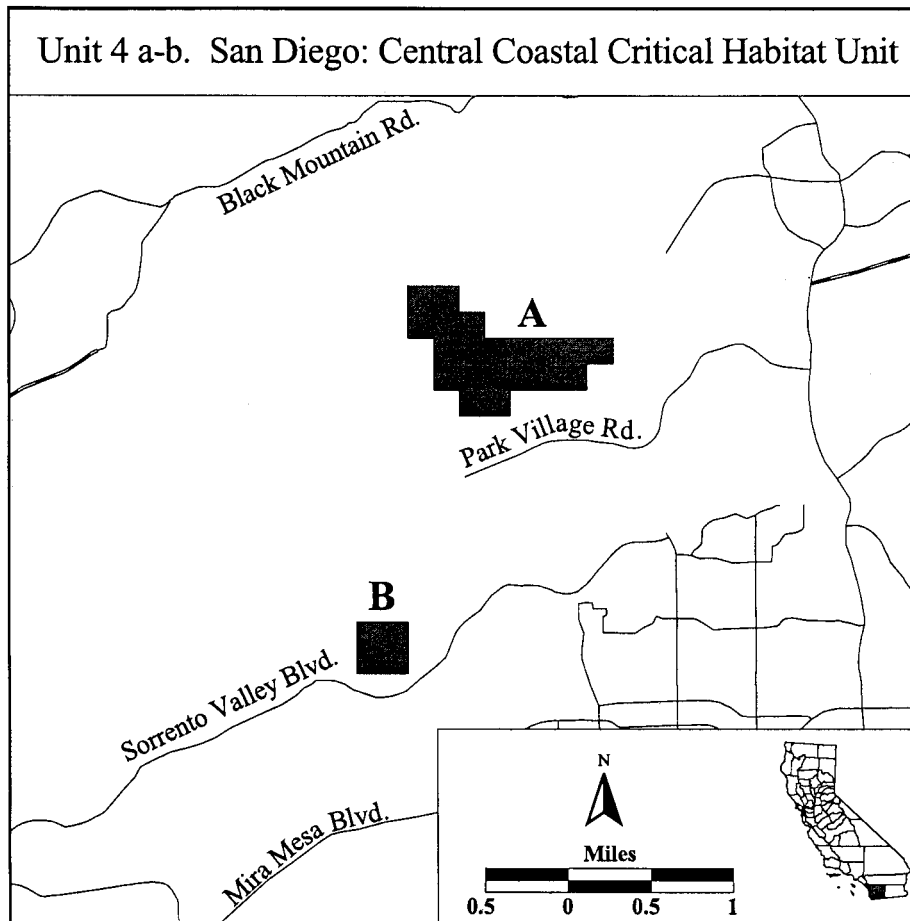 Unit 4 a-b. San Diego: Central Coastal Critical Habitat Unit
Black Mountain Rd.
A
Park Village Rd.
B
Sorrento Valley Blvd.
Mira Mesa Blvd.
N
Miles
0.5 0 0.5 1